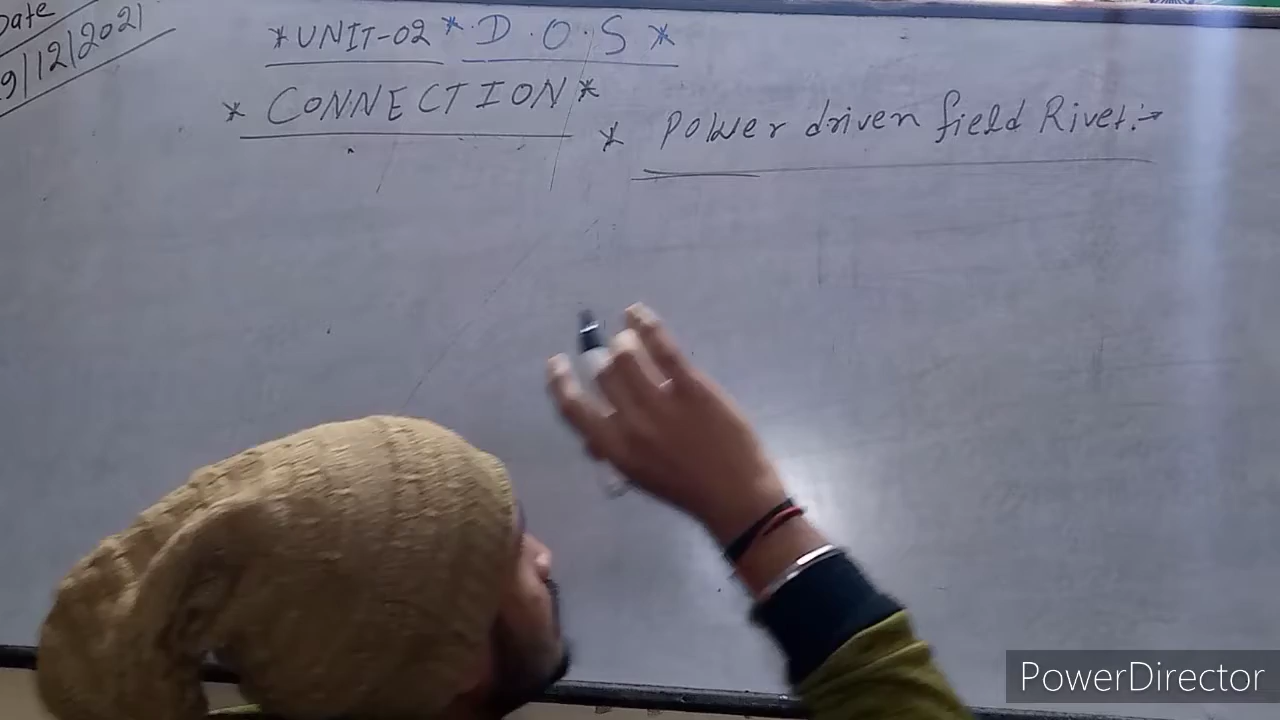 Date
9/12/2021
*UNIT-02 * D.O.S *
* CONNECTION *
* Power driven field Rivet:→
PowerDirector